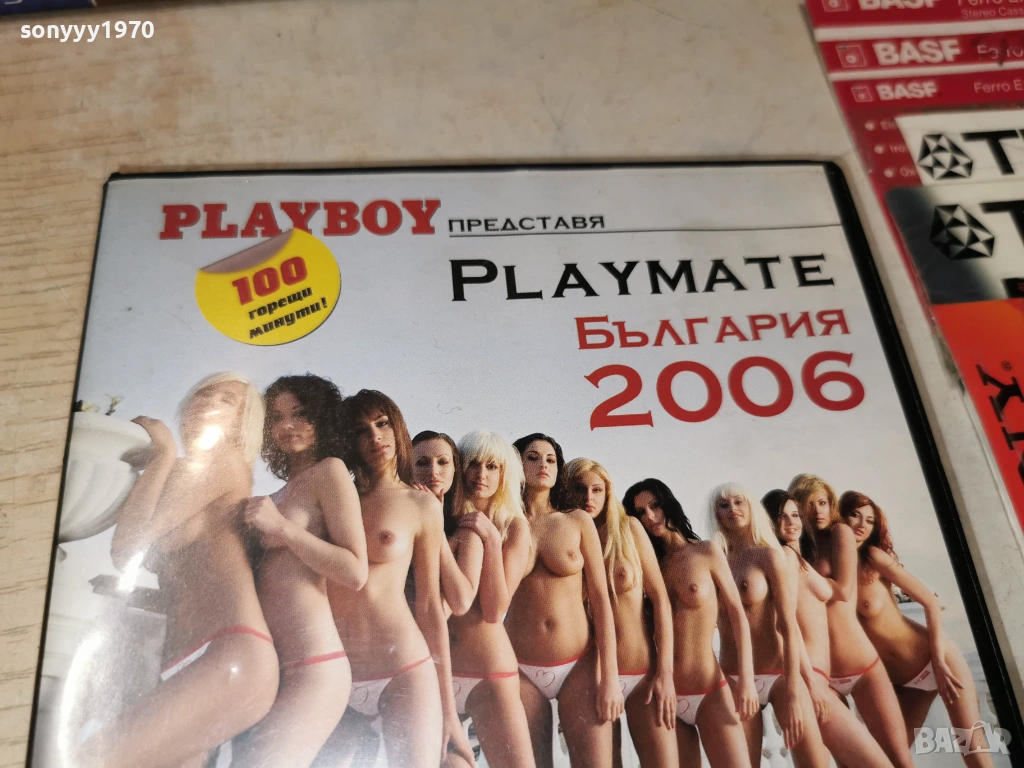 sonyyy1970
BASF
Stereo Cass
BASF
BASF Ferro E
PLAYBOY ПРЕДСТАВЯ
100
горещи
минути!
PLAYMATE
БЪЛГАРИЯ
2006
BAZAR